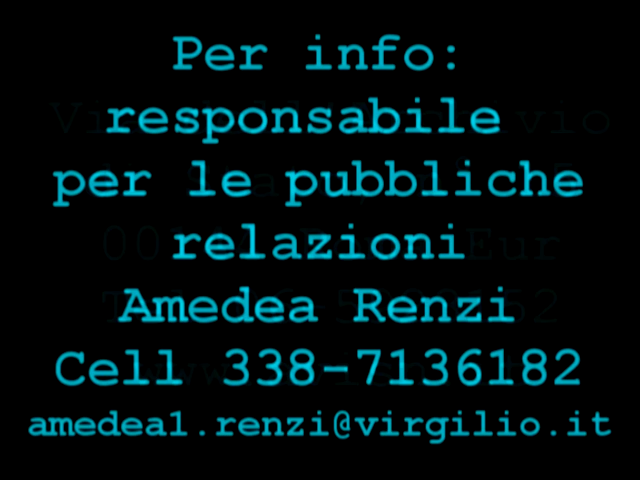 Per info:
responsabile
per le pubbliche
relazioni
Amedea Renzi
Cell 338-7136182
amedea1.renzi@virgilio.it